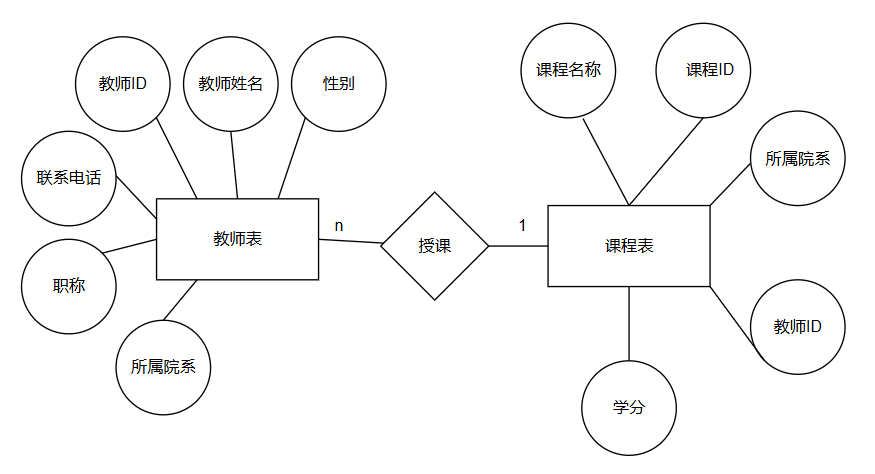 教师ID
教师姓名
性别
课程名称
课程ID
联系电话
所属院系
教师表
n
授课
1
课程表
职称
教师ID
所属院系
学分